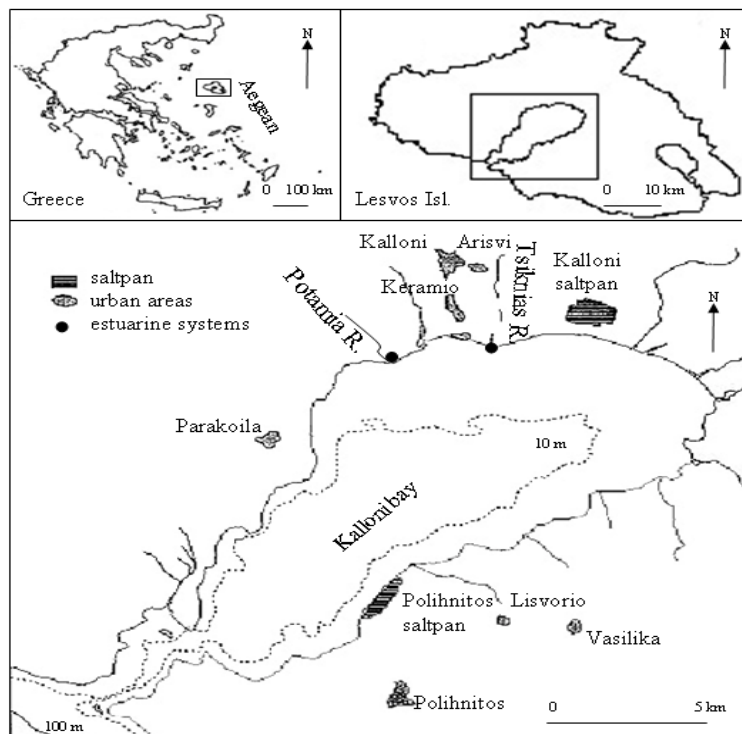 N
Aegean
0 100 km
Greece
N
0 10 km
Lesvos Isl.
saltpan
urban areas
estuarine systems
Potamia R.
Kalloni
Arisvi
Keramio
Tsiknias R.
Kalloni
saltpan
N
Parakoila
10 m
Kallonibay
Polihnitos
saltpan
Lisvorio
Vasilika
Polihnitos
0 5 km
100 m